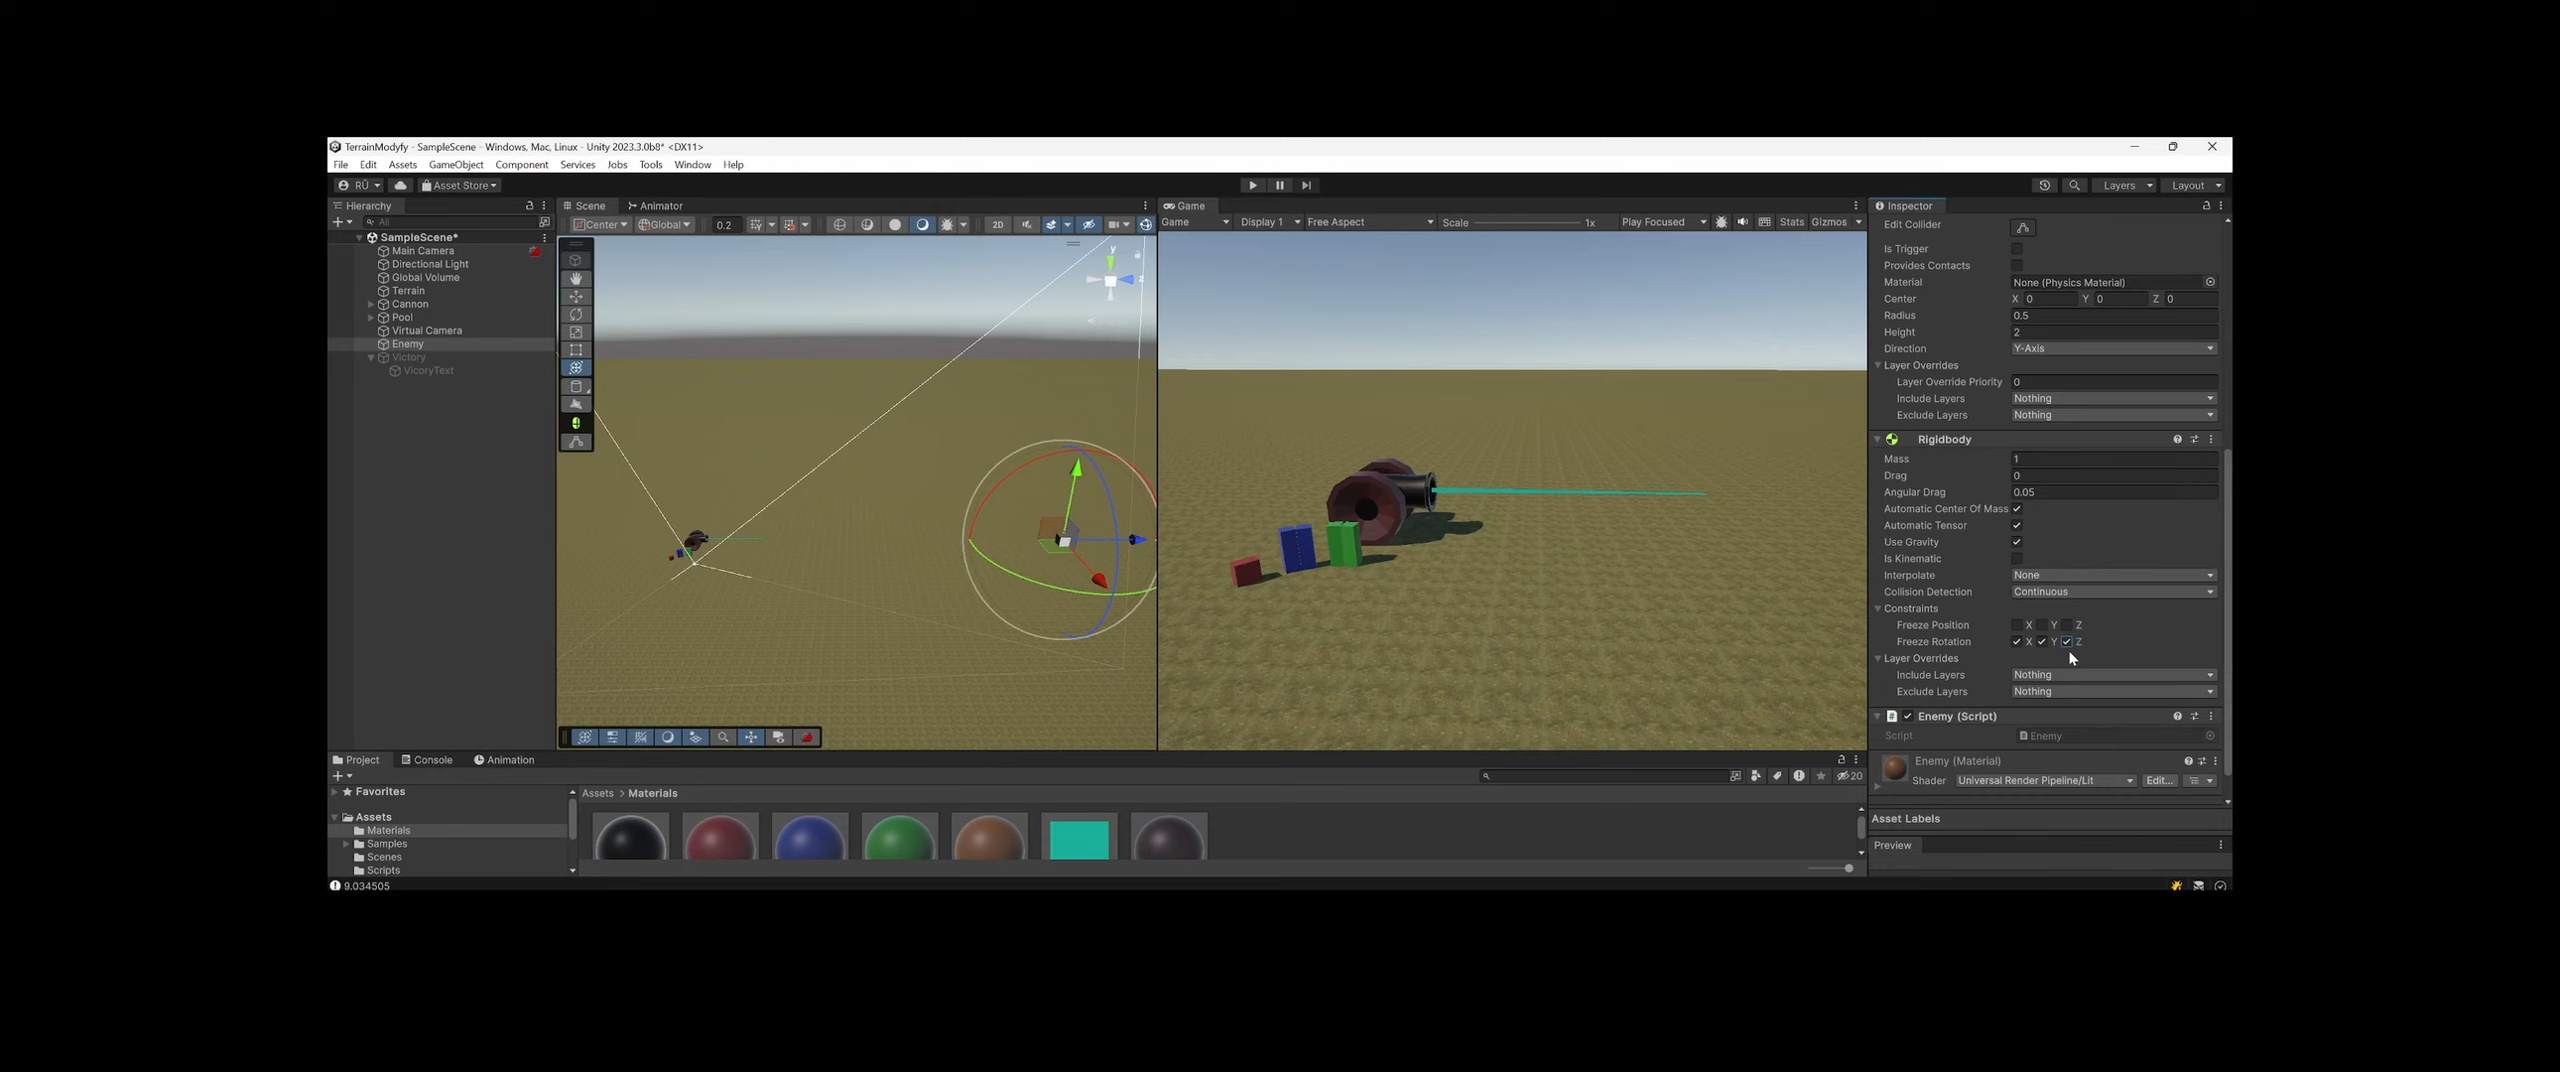 TerrainModyfy - SampleScene - Windows, Mac, Linux - Unity 2023.3.0b8* <DX11>
File Edit Assets GameObject Component Services Jobs Tools Window Help
RÜ Asset Store Layers Layout
Hierarchy
All
SampleScene*
Main Camera
Directional Light
Global Volume
Terrain
Cannon
Pool
Virtual Camera
Enemy
Victory
VicoryText
Scene Animator
Center Global 0.2 2D
y
z
Game
Game Display 1 Free Aspect Scale 1x Play Focused Stats Gizmos
Inspector
Edit Collider
Is Trigger
Provides Contacts
Material None (Physics Material)
Center X 0 Y 0 Z 0
Radius 0.5
Height 2
Direction Y-Axis
Layer Overrides
Layer Override Priority 0
Include Layers Nothing
Exclude Layers Nothing
Rigidbody
Mass 1
Drag 0
Angular Drag 0.05
Automatic Center Of Mass
Automatic Tensor
Use Gravity
Is Kinematic
Interpolate None
Collision Detection Continuous
Constraints
Freeze Position X Y Z
Freeze Rotation X Y Z
Layer Overrides
Include Layers Nothing
Exclude Layers Nothing
Enemy (Script)
Script Enemy
Enemy (Material)
Shader Universal Render Pipeline/Lit Edit...
Asset Labels
Preview
Project Console Animation
20
Favorites
Assets
Materials
Samples
Scenes
Scripts
Assets > Materials
9.034505